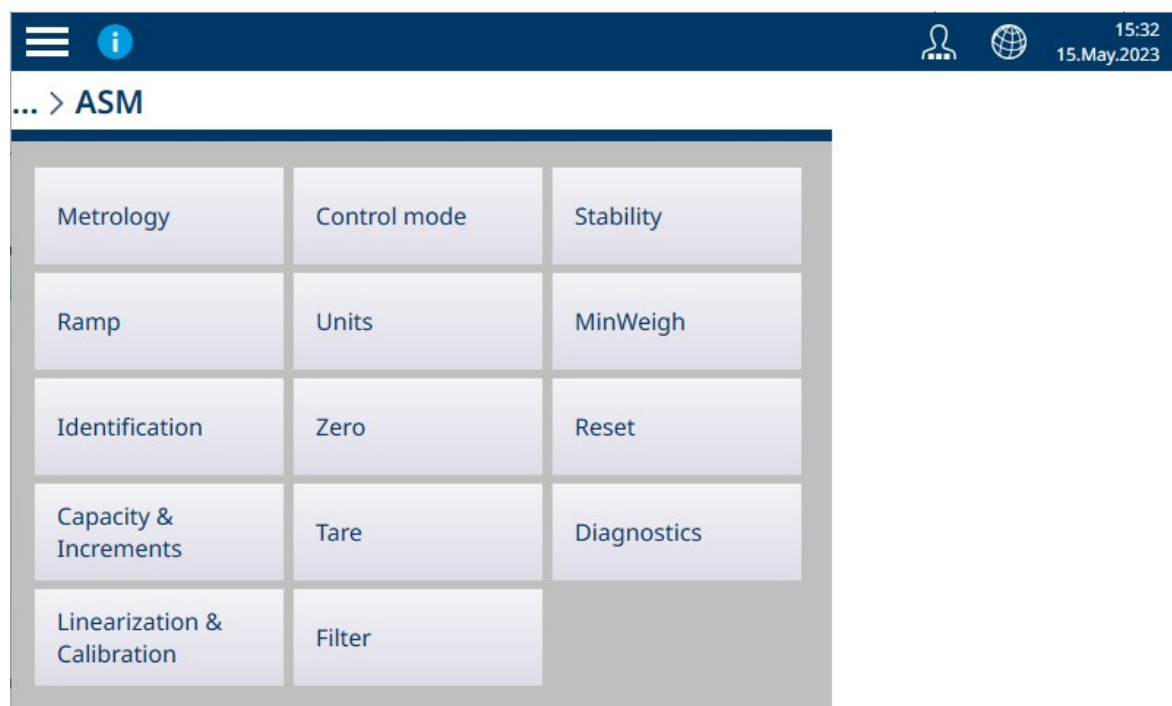 i
15:32
15.May.2023
... > ASM
Metrology
Control mode
Stability
Ramp
Units
MinWeigh
Identification
Zero
Reset
Capacity &
Increments
Tare
Diagnostics
Linearization &
Calibration
Filter